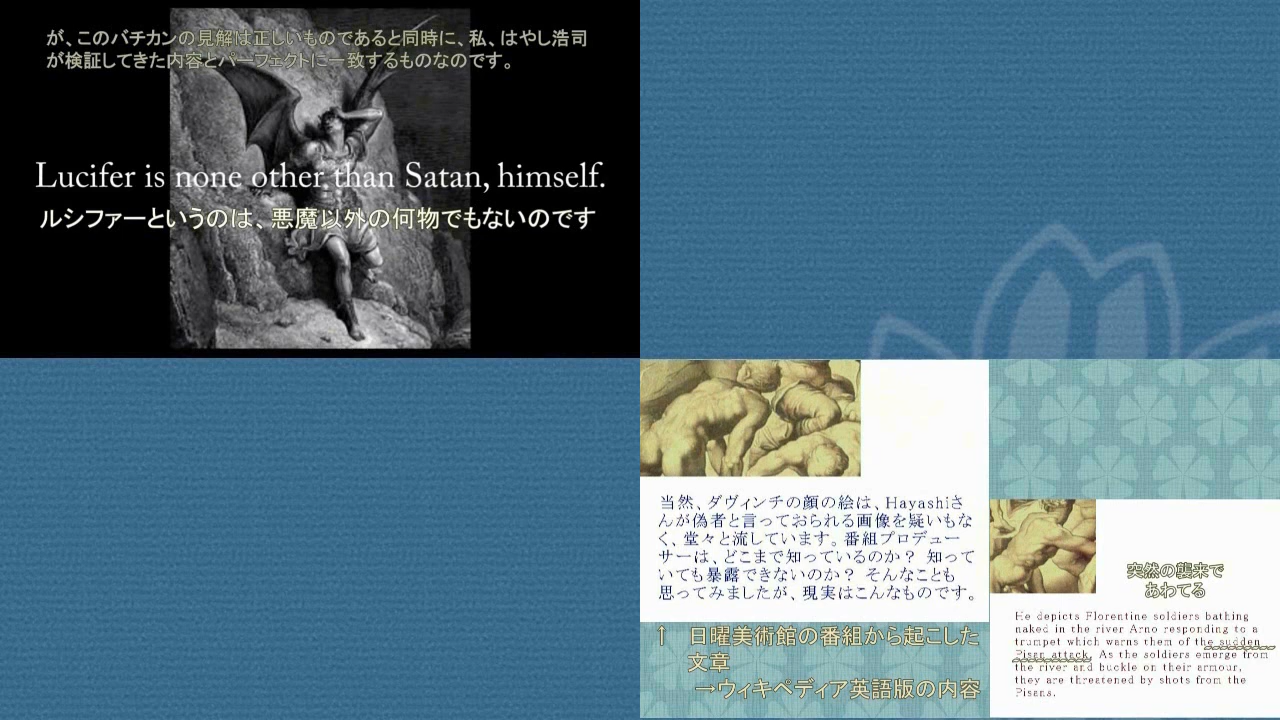 が、このバチカンの見解は正しいものであると同時に、私、はやし浩司
が検証してきた内容とパーフェクトに一致するものなのです。
Lucifer is none other than Satan, himself.
ルシファーというのは、悪魔以外の何物でもないのです
当然、ダヴィンチの顔の絵は、Hayashiさ
んが偽者と言っておられる画像を疑いもな
く、堂々と流しています。番組プロデュー
サーは、どこまで知っているのか？ 知って
いても暴露できないのか？ そんなことも
思ってみましたが、現実はこんなものです。
↑ 日曜美術館の番組から起こした
文章
→ウィキペディア英語版の内容
突然の襲来で
あわてる
He depicts Florentine soldiers bathing
naked in the river Arno responding to a
trumpet which warns them of the sudden
Pisan attack. As the soldiers emerge from
the river and buckle on their armour,
they are threatened by shots from the
Pisans.